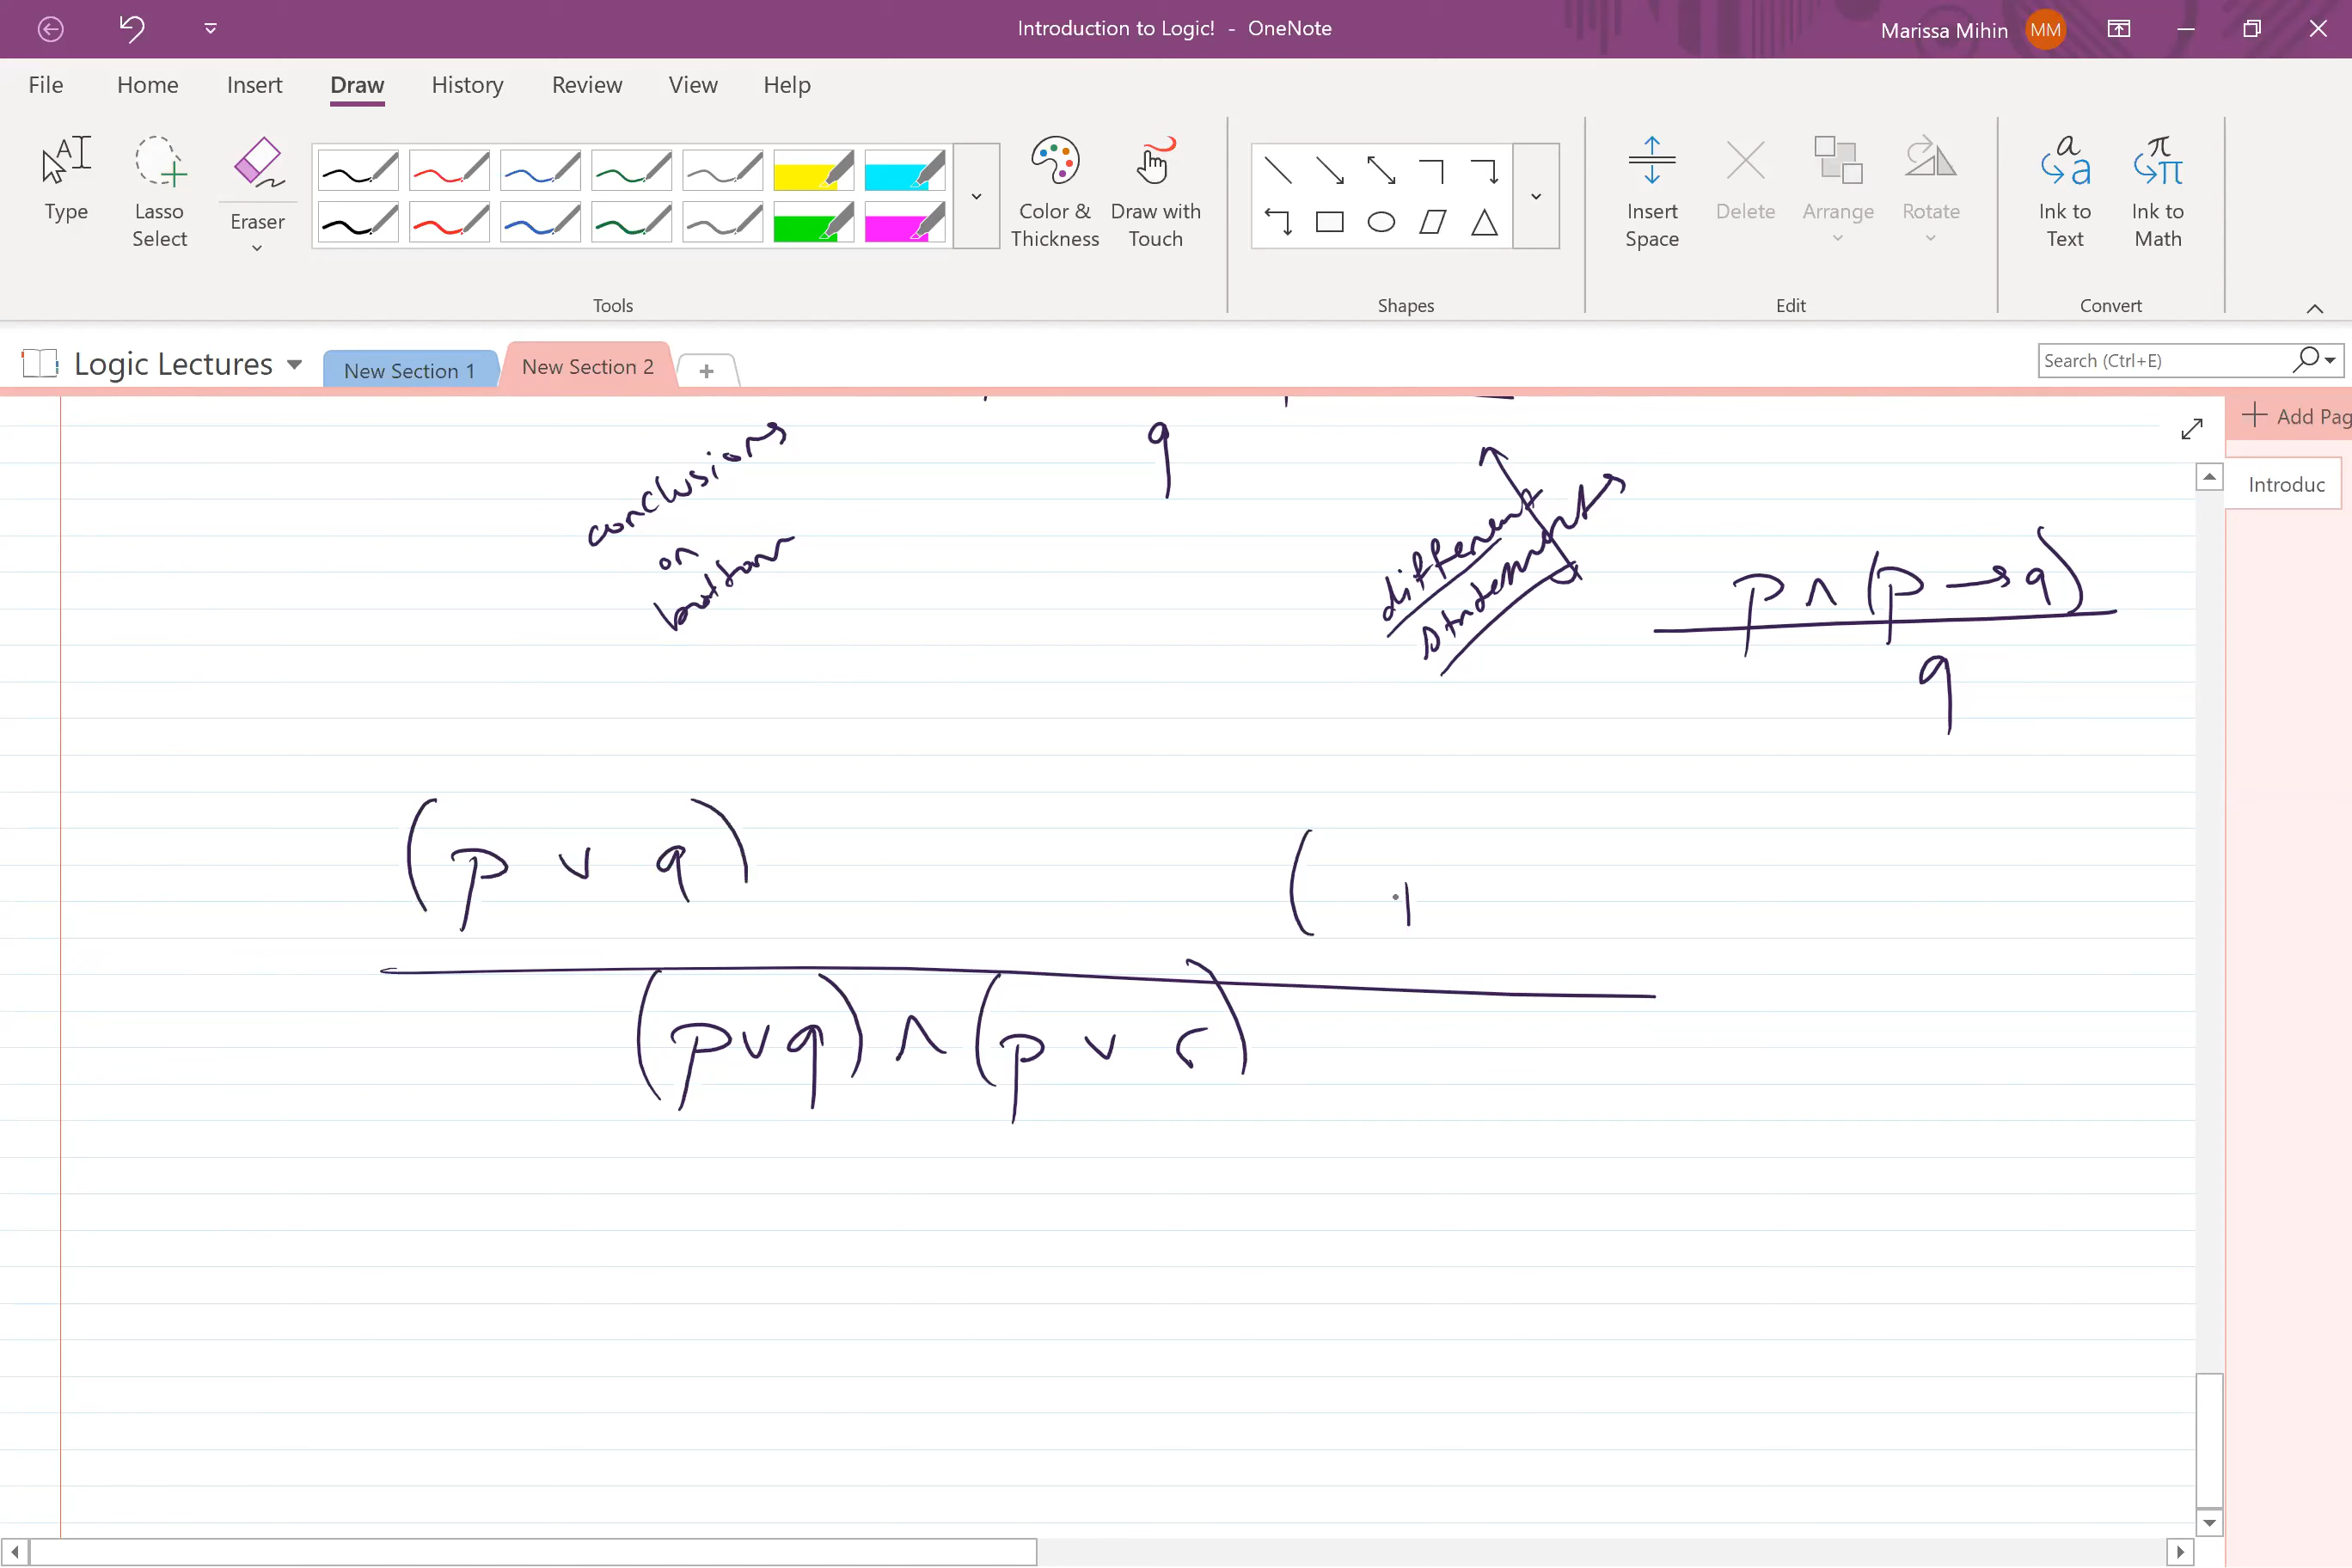 Introduction to Logic! - OneNote
Marissa Mihin MM
File Home Insert Draw History Review View Help
Type
Lasso Select
Eraser
Color & Thickness
Draw with Touch
Insert Space
Delete
Arrange
Rotate
Ink to Text
Ink to Math
Tools
Shapes
Edit
Convert
Logic Lectures
New Section 1
New Section 2
Search (Ctrl+E)
Add Pag
Introduc
conclusions
on
bottom
q
different
statement
p ∧ (p → q)
q
(p ∨ q) (
(p ∨ q) ∧ (p ∨ r)